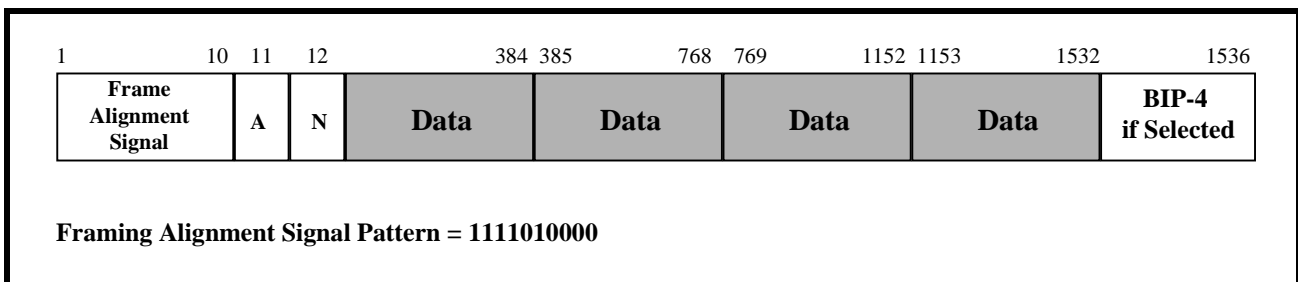 1 10 11 12 384 385 768 769 1152 1153 1532 1536
Frame
Alignment
Signal
A
N
Data
Data
Data
Data
BIP-4
if Selected
Framing Alignment Signal Pattern = 1111010000